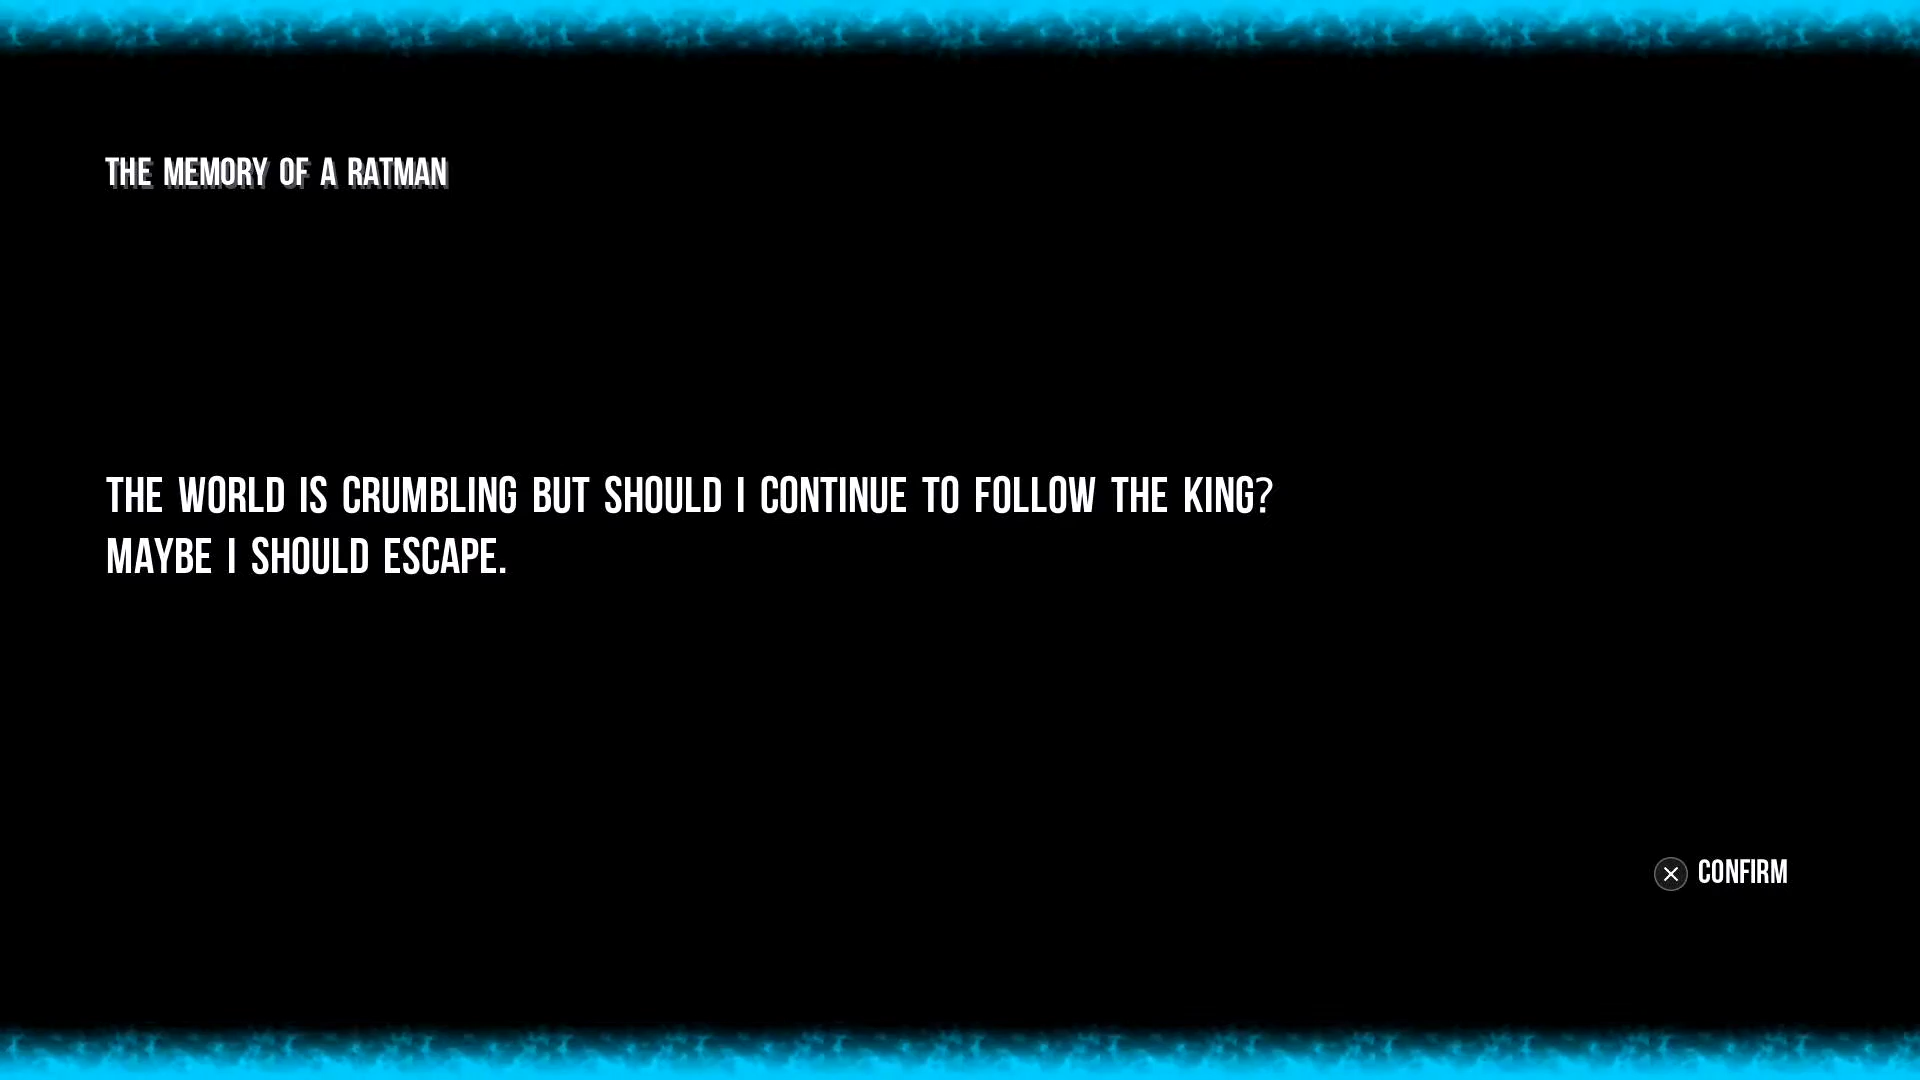 THE MEMORY OF A RATMAN
THE WORLD IS CRUMBLING BUT SHOULD I CONTINUE TO FOLLOW THE KING?
MAYBE I SHOULD ESCAPE.
CONFIRM